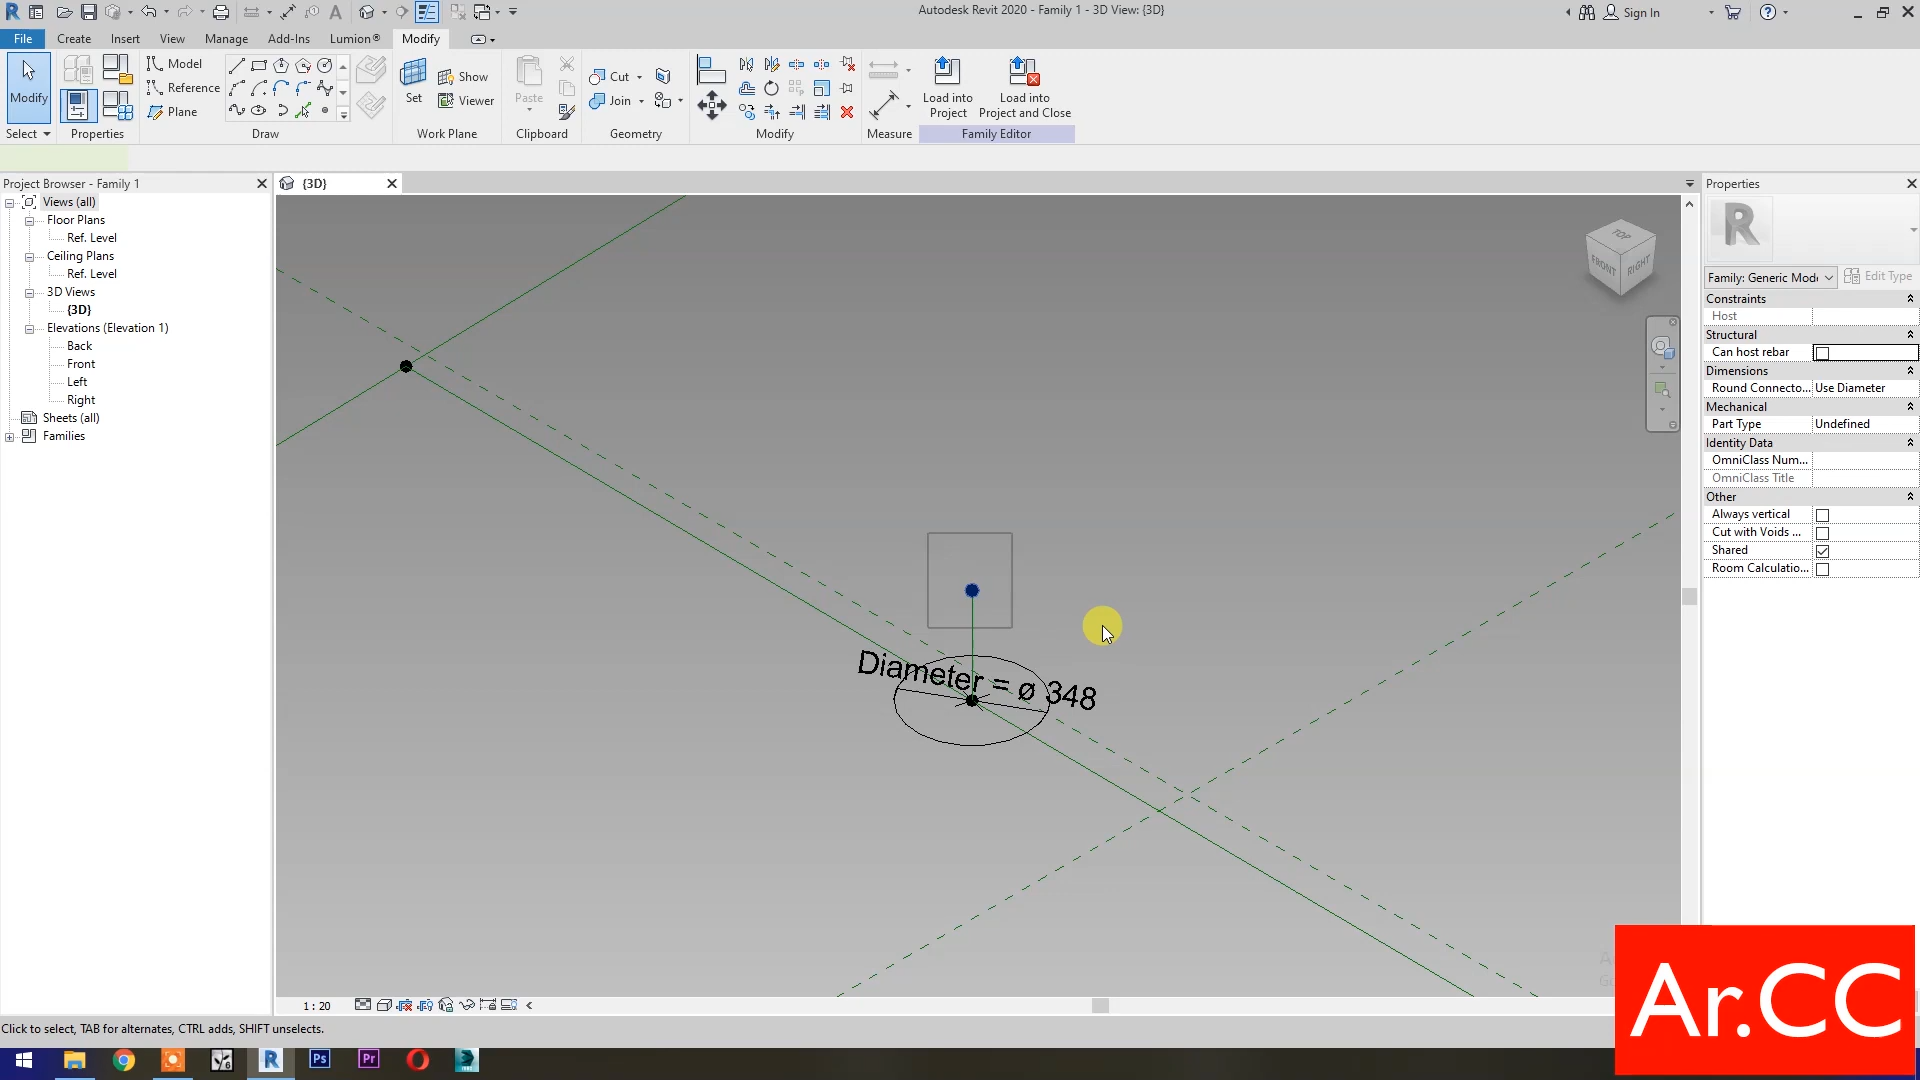 Autodesk Revit 2020 - Family 1 - 3D View: {3D}
Sign In
File Create Insert View Manage Add-Ins Lumion® Modify
Modify
Model
Reference
Plane
Set
Show
Viewer
Paste
Cut
Join
Load into Project
Load into Project and Close
Select Properties Draw Work Plane Clipboard Geometry Modify Measure Family Editor
Project Browser - Family 1
{3D}
Properties
Views (all)
Floor Plans
Ref. Level
Ceiling Plans
Ref. Level
3D Views
{3D}
Elevations (Elevation 1)
Back
Front
Left
Right
Sheets (all)
Families
TOP
FRONT
RIGHT
Diameter = ø 348
R
Family: Generic Mode
Edit Type
Constraints
Host
Structural
Can host rebar
Dimensions
Round Connecto... Use Diameter
Mechanical
Part Type Undefined
Identity Data
OmniClass Num...
OmniClass Title
Other
Always vertical
Cut with Voids ...
Shared
Room Calculatio...
1 : 20
Click to select, TAB for alternates, CTRL adds, SHIFT unselects.
Ar.CC
R
Ps
Pr